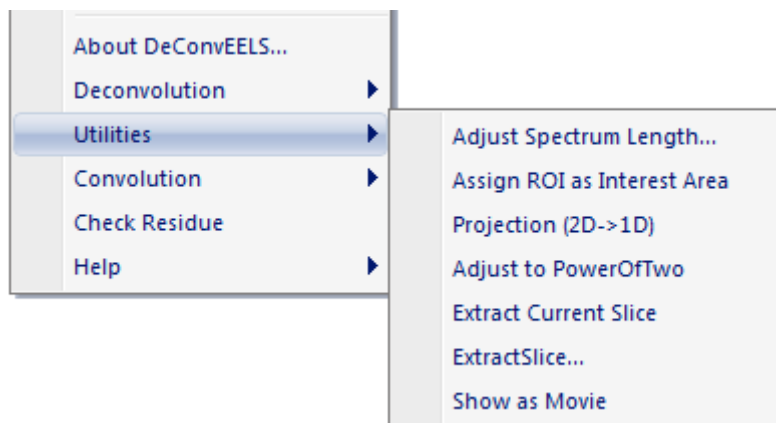 About DeConvEELS...
Deconvolution
Utilities
Convolution
Check Residue
Help
Adjust Spectrum Length...
Assign ROI as Interest Area
Projection (2D->1D)
Adjust to PowerOfTwo
Extract Current Slice
ExtractSlice...
Show as Movie